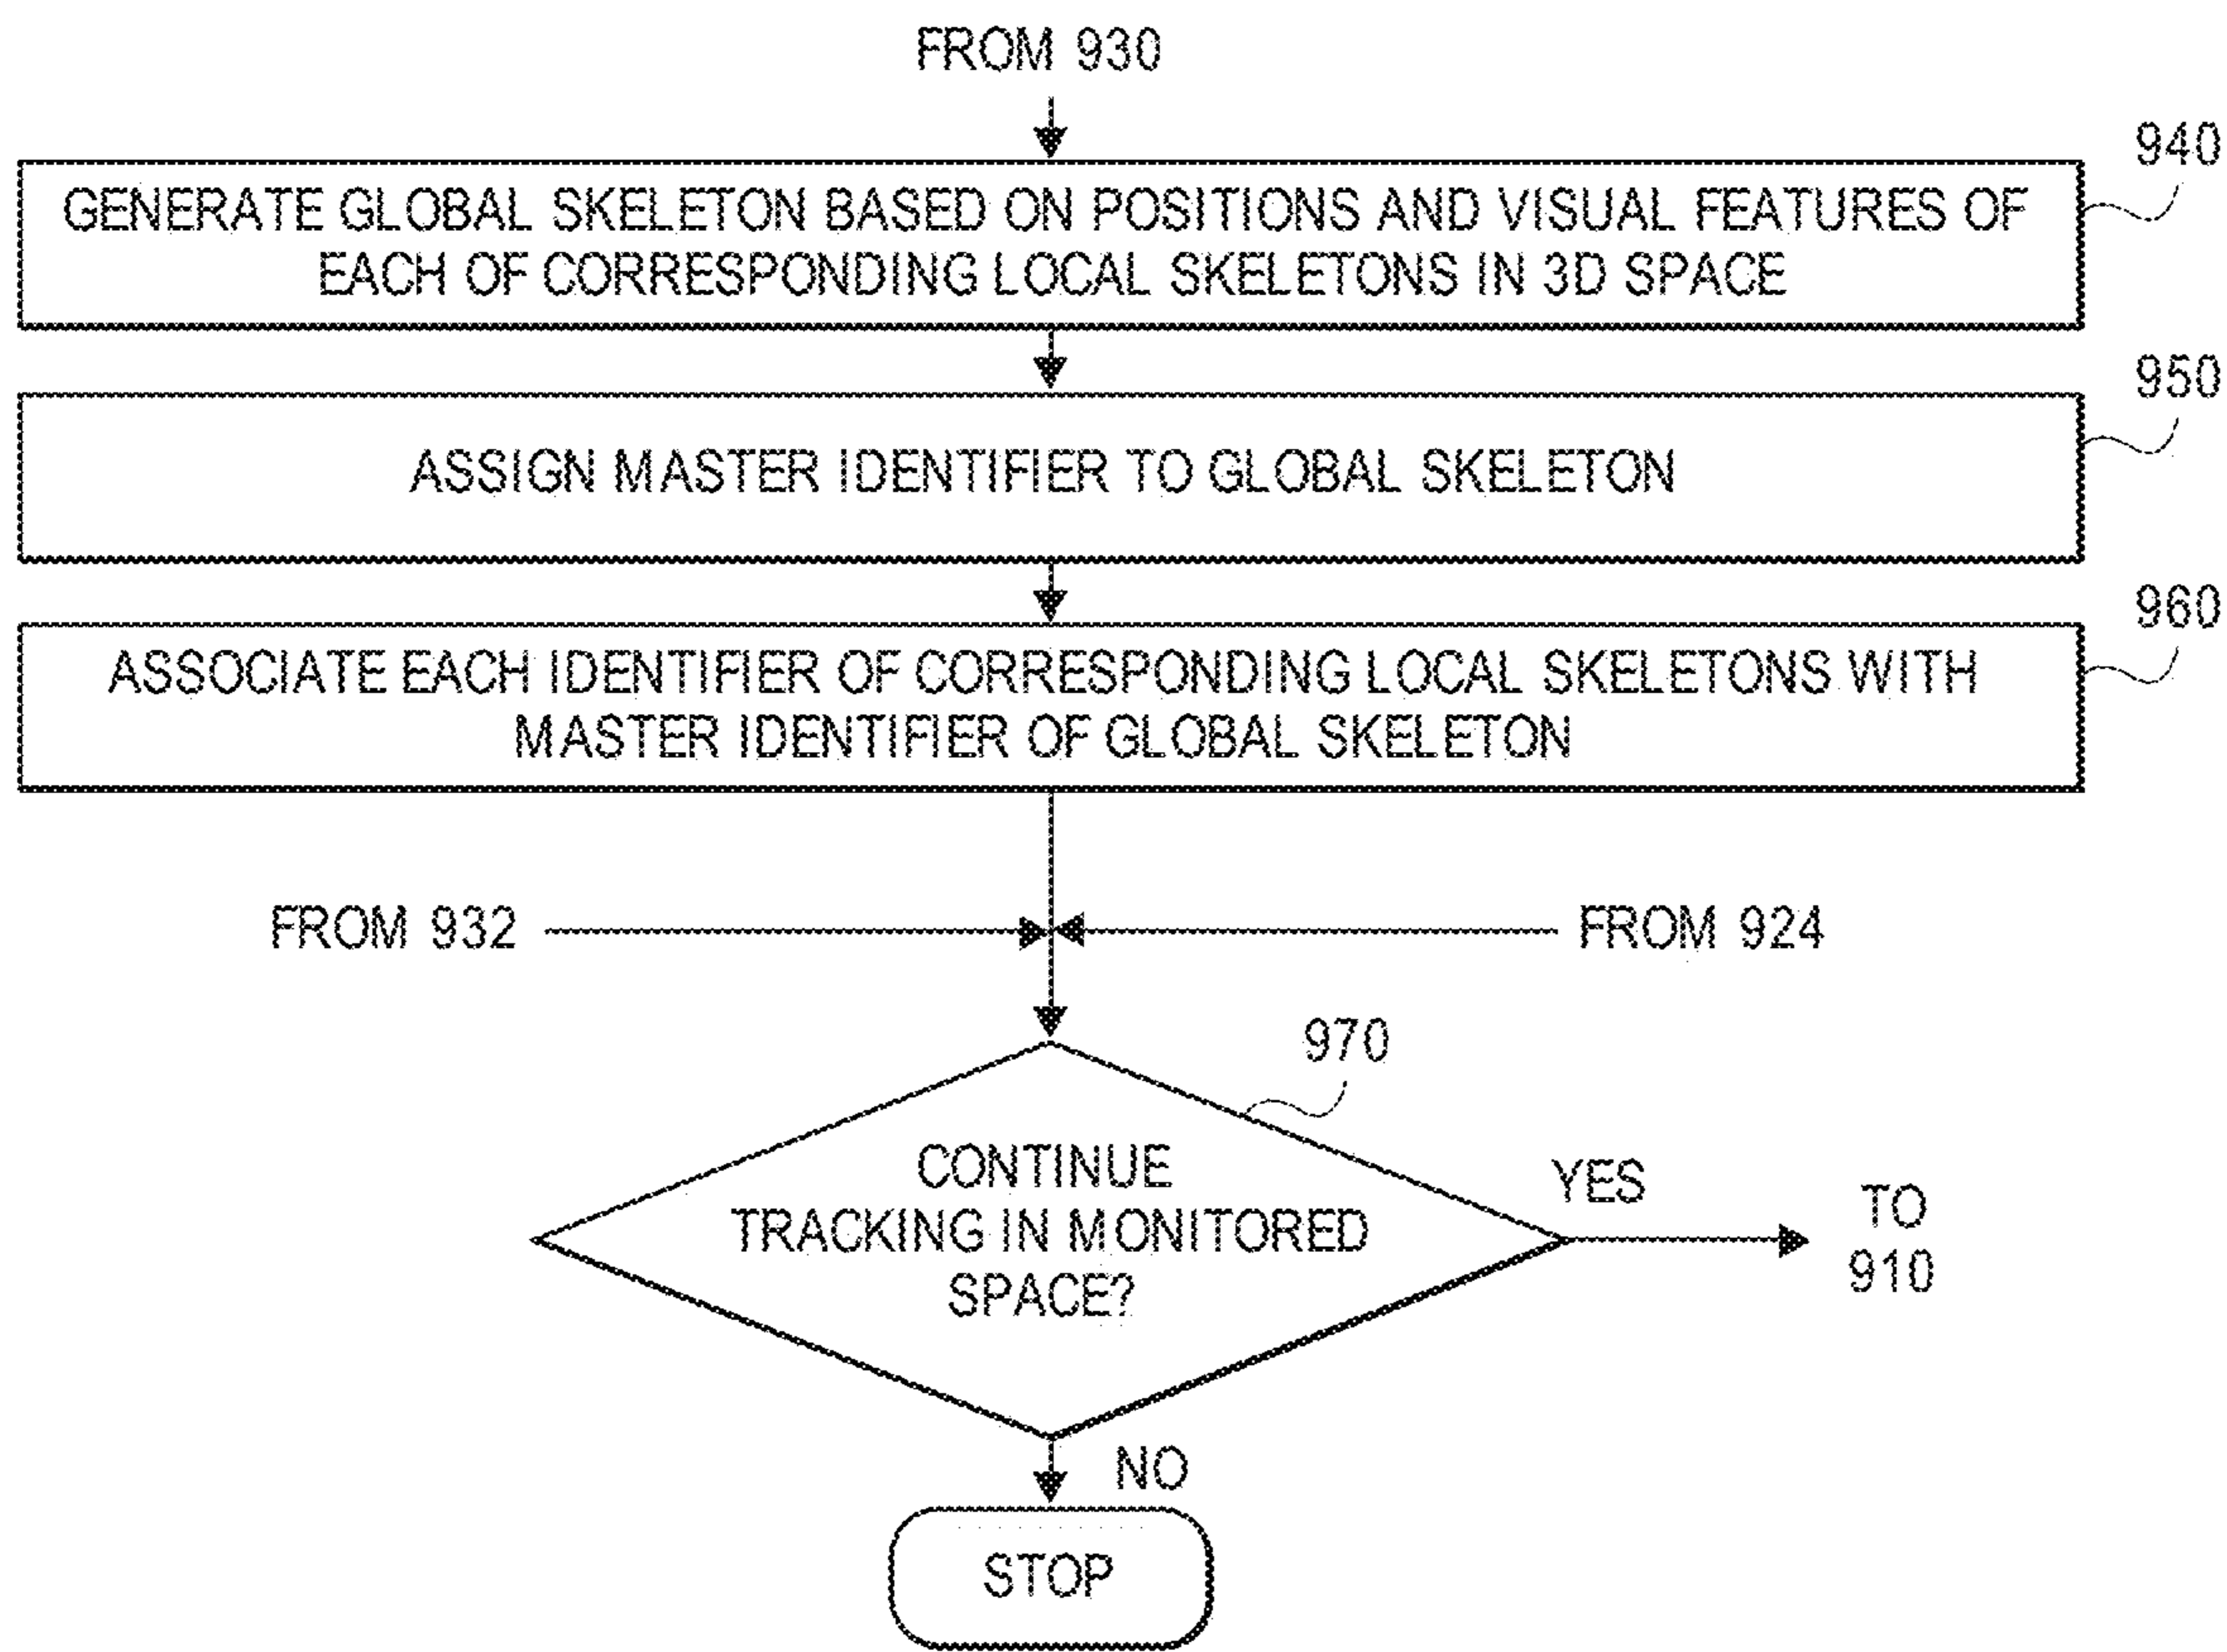 FROM 930
940
GENERATE GLOBAL SKELETON BASED ON POSITIONS AND VISUAL FEATURES OF
EACH OF CORRESPONDING LOCAL SKELETONS IN 3D SPACE
950
ASSIGN MASTER IDENTIFIER TO GLOBAL SKELETON
960
ASSOCIATE EACH IDENTIFIER OF CORRESPONDING LOCAL SKELETONS WITH
MASTER IDENTIFIER OF GLOBAL SKELETON
FROM 932
FROM 924
970
CONTINUE
TRACKING IN MONITORED
SPACE?
YES
TO
910
NO
STOP